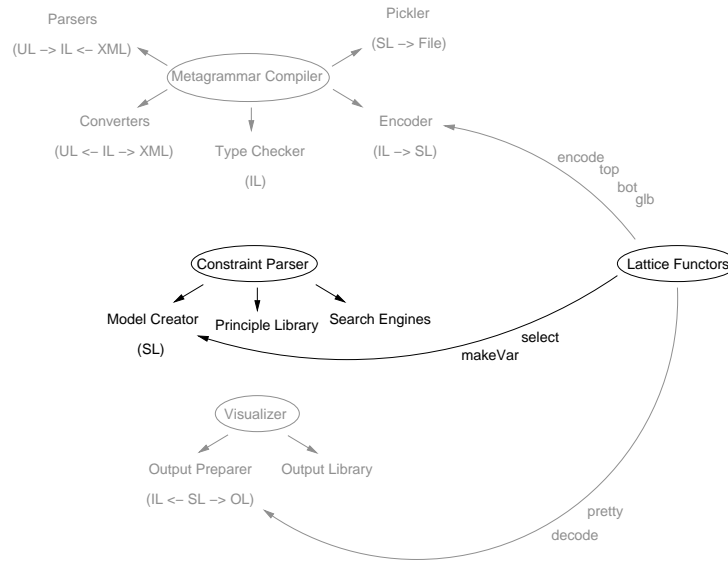 Parsers
(UL −> IL <− XML)
Pickler
(SL −> File)
Metagrammar Compiler
Converters
(UL <− IL −> XML)
Type Checker
(IL)
Encoder
(IL −> SL)
encode
top
bot
glb
Constraint Parser
Lattice Functors
Model Creator
(SL)
Principle Library
Search Engines
select
makeVar
Visualizer
Output Preparer
(IL <− SL −> OL)
Output Library
pretty
decode